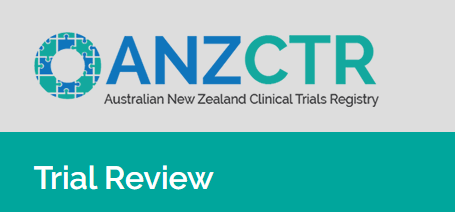 ANZCTR
Australian New Zealand Clinical Trials Registry
Trial Review